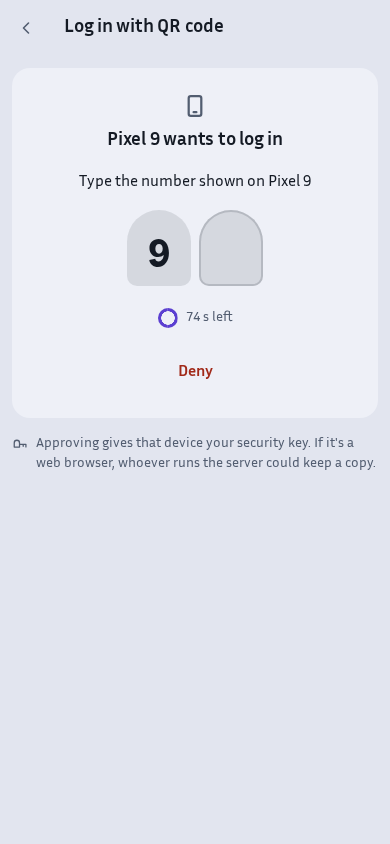 Log in with QR code
Pixel 9 wants to log in
Type the number shown on Pixel 9
9
74 s left
Deny
Approving gives that device your security key. If it's a
web browser, whoever runs the server could keep a copy.